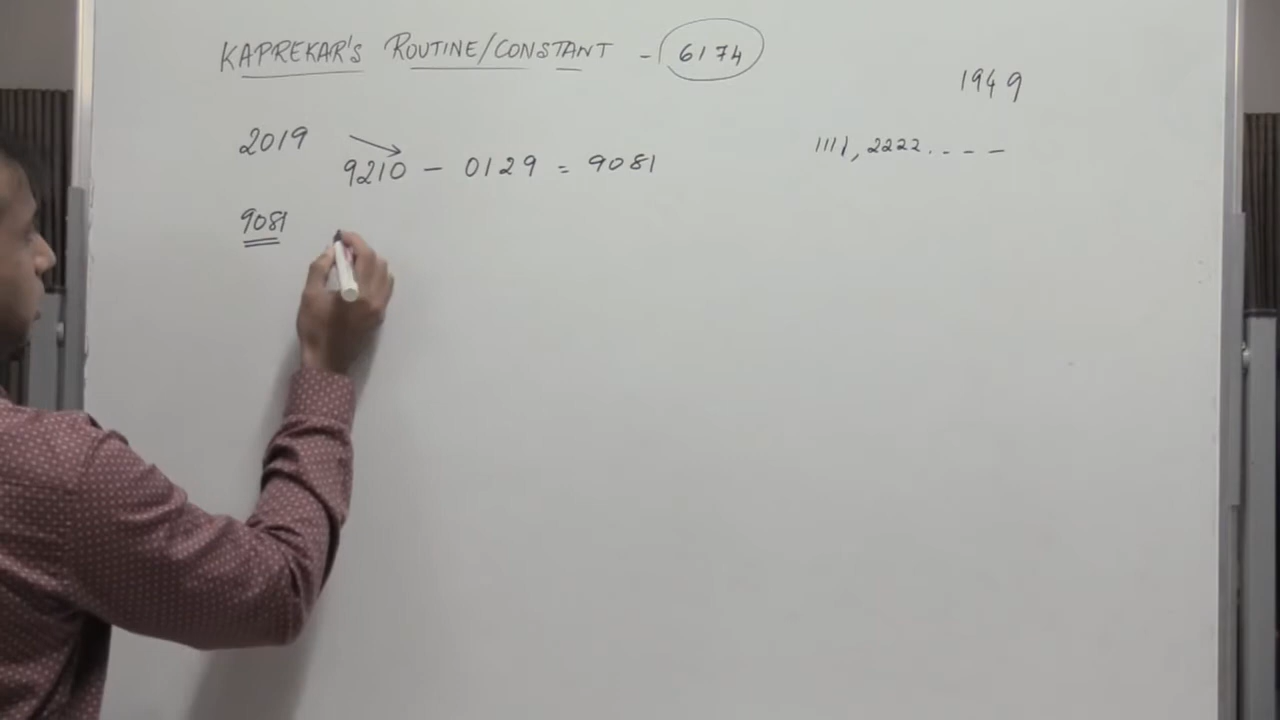 KAPREKAR'S ROUTINE/CONSTANT - 6174
1949
2019
1111, 2222. - - -
9210 - 0129 = 9081
9081